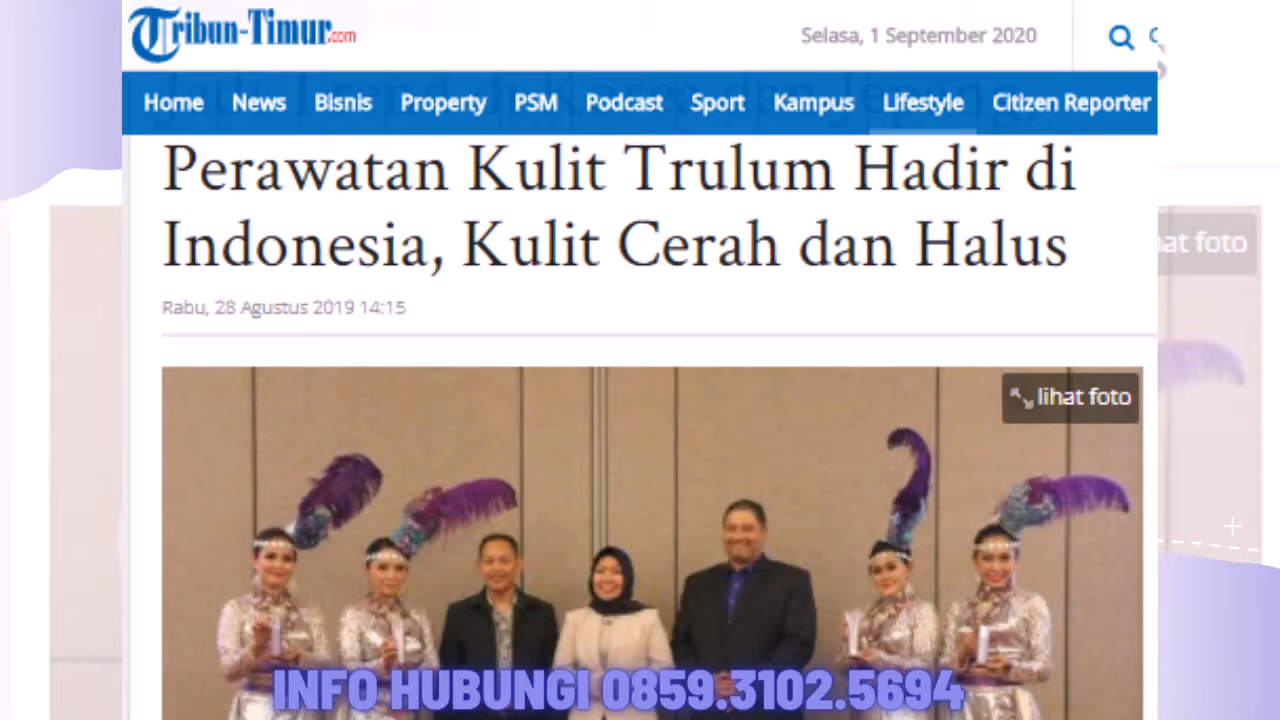 Tribun-Timur.com
Selasa, 1 September 2020
Home News Bisnis Property PSM Podcast Sport Kampus Lifestyle Citizen Reporter
Perawatan Kulit Trulum Hadir di
Indonesia, Kulit Cerah dan Halus
Rabu, 28 Agustus 2019 14:15
lihat foto
hat foto
INFO HUBUNGI 0859.3102.5694